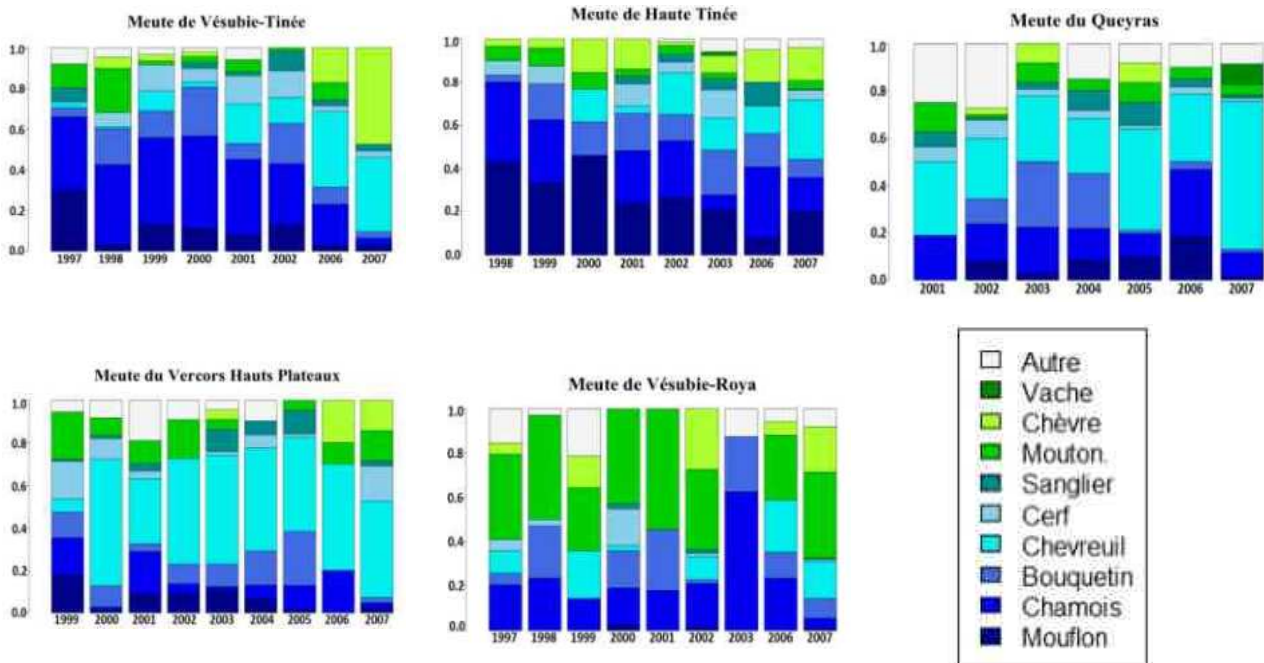 Meute de Vésubie-Tinée
1.0
0.8
0.6
0.4
0.2
0.0
1997 1998 1999 2000 2001 2002 2006 2007
Meute de Haute Tinée
1.0
0.8
0.6
0.4
0.2
0.0
1998 1999 2000 2001 2002 2003 2006 2007
Meute du Queyras
1.0
0.8
0.6
0.4
0.2
0.0
2001 2002 2003 2004 2005 2006 2007
Meute du Vercors Hauts Plateaux
1.0
0.8
0.6
0.4
0.2
0.0
1999 2000 2001 2002 2003 2004 2005 2006 2007
Meute de Vésubie-Roya
1.0
0.8
0.6
0.4
0.2
0.0
1997 1998 1999 2000 2001 2002 2003 2006 2007
Autre
Vache
Chèvre
Mouton.
Sanglier
Cerf
Chevreuil
Bouquetin
Chamois
Mouflon